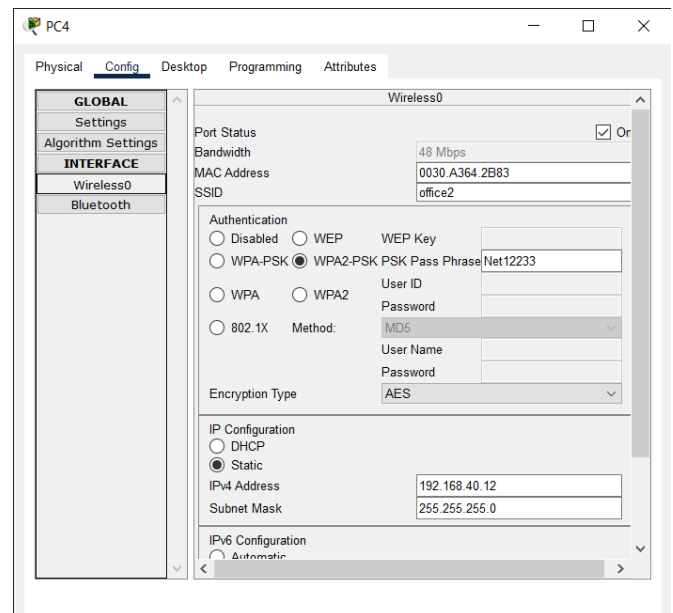 PC4
Physical Config Desktop Programming Attributes
GLOBAL
Settings
Algorithm Settings
INTERFACE
Wireless0
Bluetooth
Wireless0
Port Status On
Bandwidth 48 Mbps
MAC Address 0030.A364.2B83
SSID office2
Authentication
Disabled WEP WEP Key
WPA-PSK WPA2-PSK PSK Pass Phrase Net12233
User ID
WPA WPA2
Password
802.1X Method: MD5
User Name
Password
Encryption Type AES
IP Configuration
DHCP
Static
IPv4 Address 192.168.40.12
Subnet Mask 255.255.255.0
IPv6 Configuration
Automatic